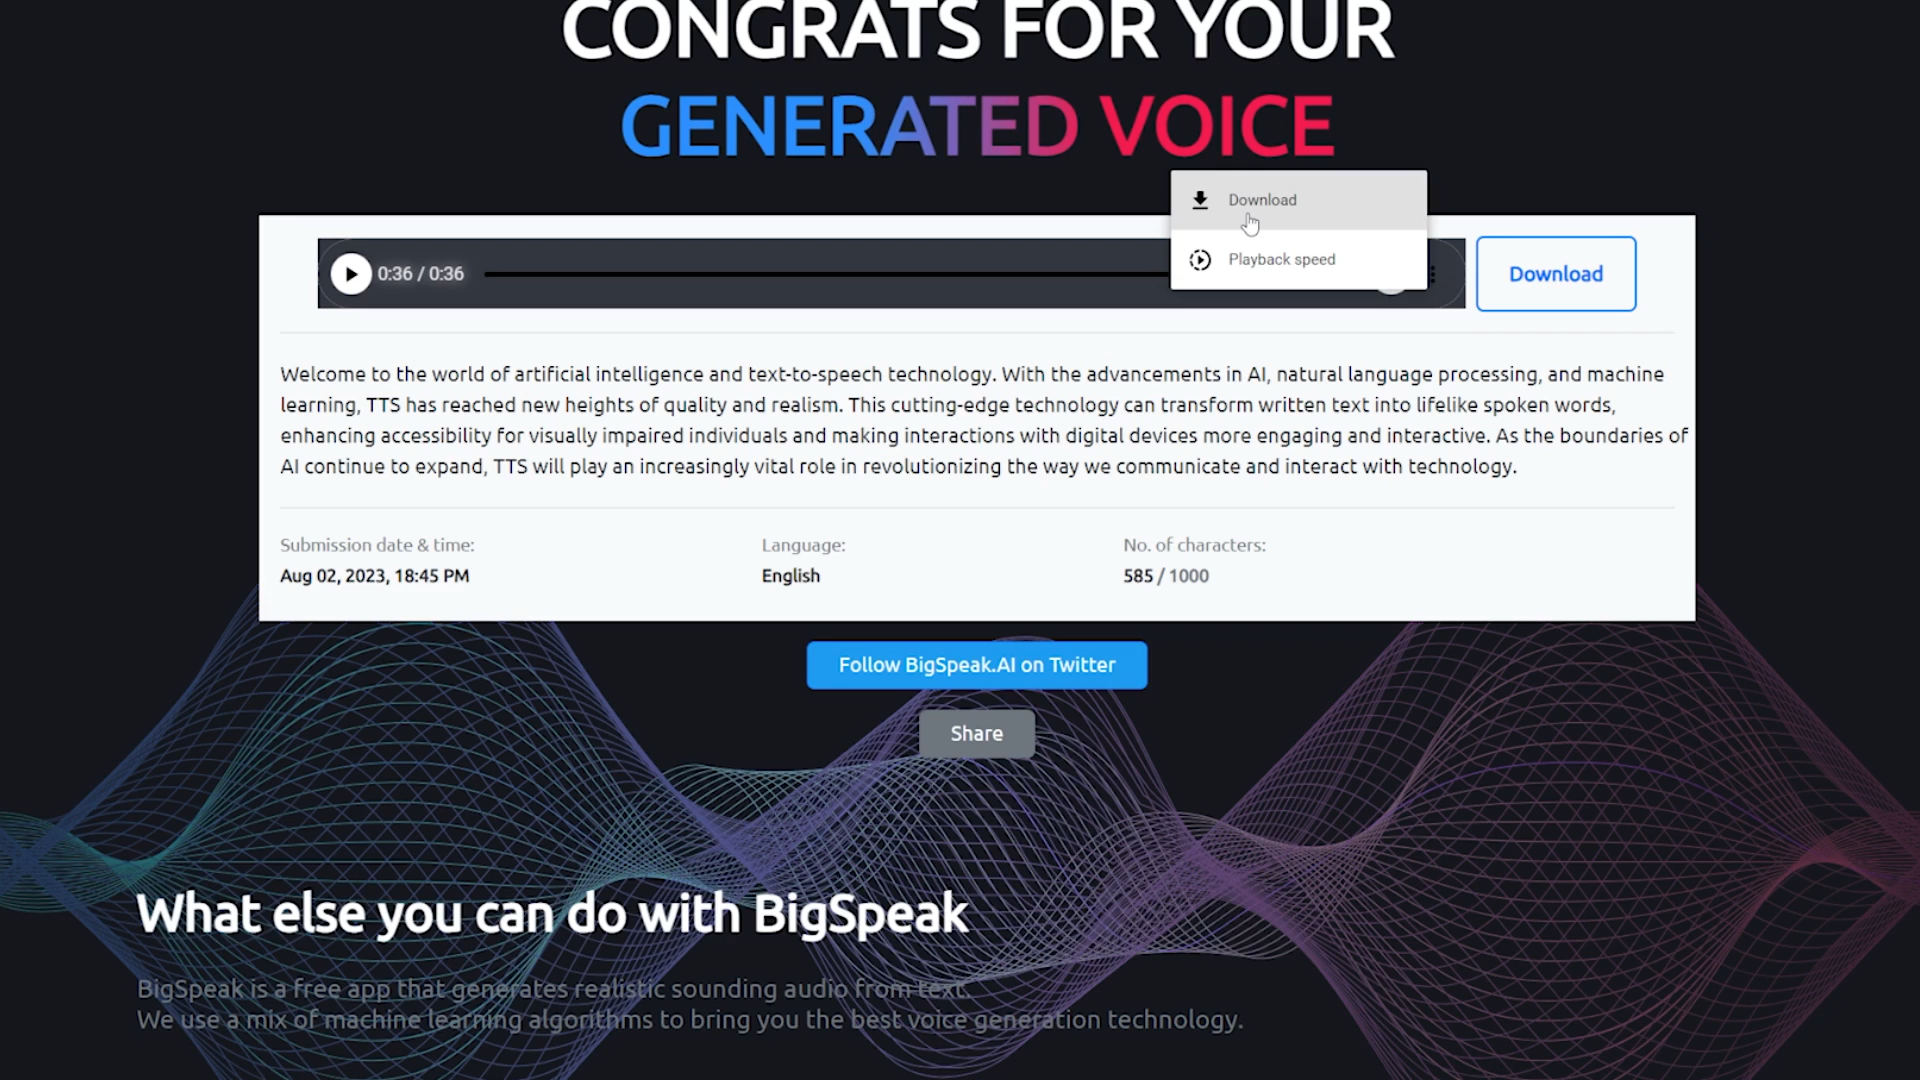 CONGRATS FOR YOUR
GENERATED VOICE
Download
Playback speed
0:36 / 0:36
Download
Welcome to the world of artificial intelligence and text-to-speech technology. With the advancements in AI, natural language processing, and machine
learning, TTS has reached new heights of quality and realism. This cutting-edge technology can transform written text into lifelike spoken words,
enhancing accessibility for visually impaired individuals and making interactions with digital devices more engaging and interactive. As the boundaries of
AI continue to expand, TTS will play an increasingly vital role in revolutionizing the way we communicate and interact with technology.
Submission date & time:
Aug 02, 2023, 18:45 PM
Language:
English
No. of characters:
585 / 1000
Follow BigSpeak.AI on Twitter
Share
What else you can do with BigSpeak
BigSpeak is a free app that generates realistic sounding audio from text.
We use a mix of machine learning algorithms to bring you the best voice generation technology.